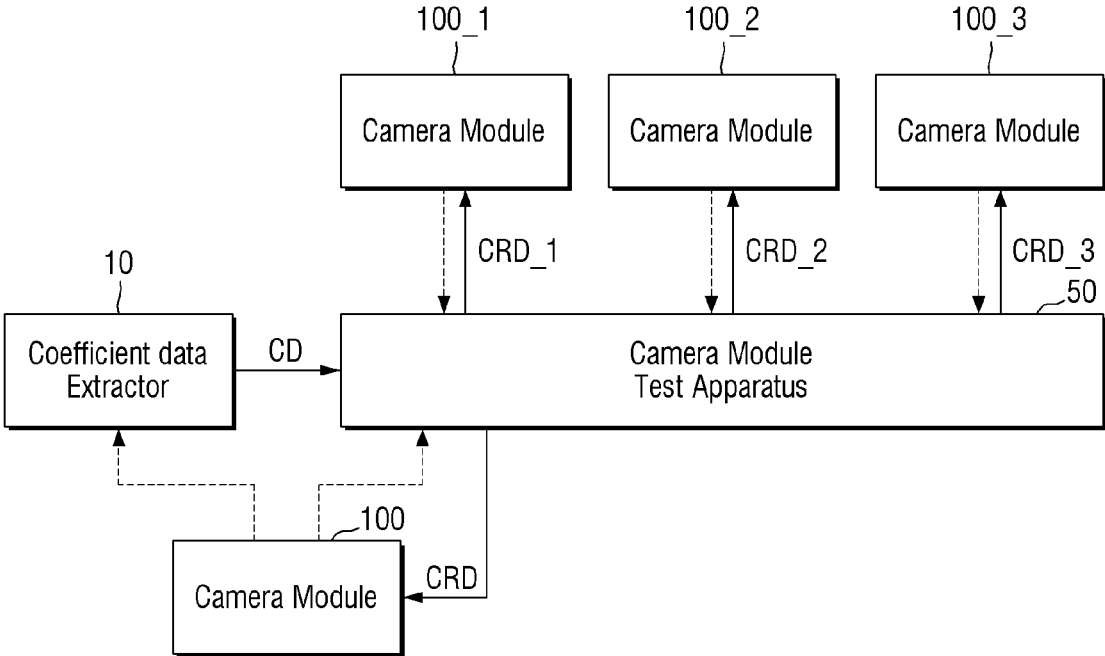 100_1
100_2
100_3
Camera Module
Camera Module
Camera Module
CRD_1
CRD_2
CRD_3
10
50
Coefficient data
Extractor
CD
Camera Module
Test Apparatus
100
Camera Module
CRD